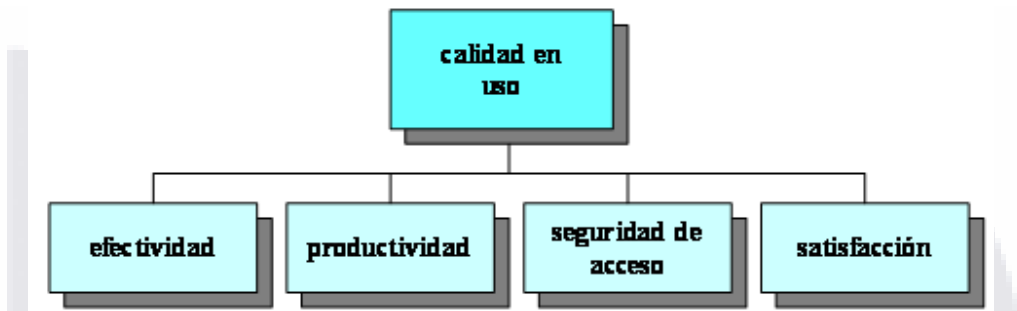 calidad en
uso
efectividad
productividad
seguridad de
acceso
satisfacción